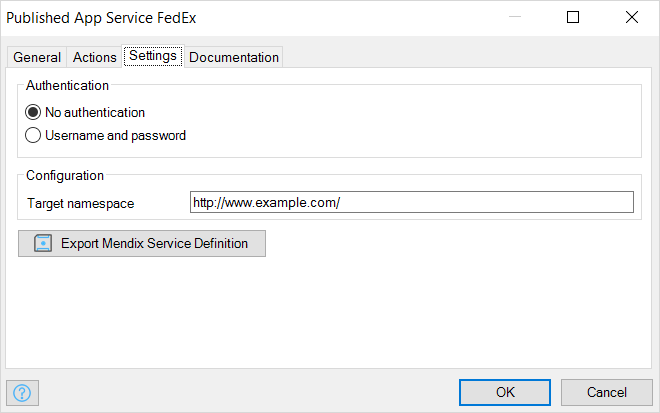 Published App Service FedEx
General Actions Settings Documentation
Authentication
No authentication
Username and password
Configuration
Target namespace http://www.example.com/
Export Mendix Service Definition
? OK Cancel